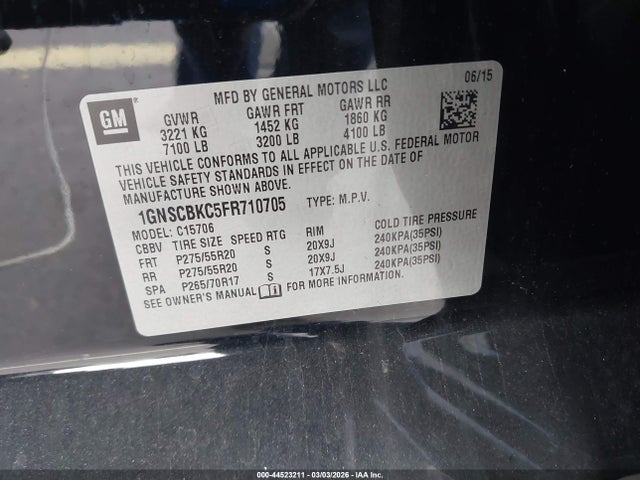 MFD BY GENERAL MOTORS LLC 06/15
GM
GVWR GAWR FRT GAWR RR
3221 KG 1452 KG 1860 KG
7100 LB 3200 LB 4100 LB
THIS VEHICLE CONFORMS TO ALL APPLICABLE U.S. FEDERAL MOTOR
VEHICLE SAFETY STANDARDS IN EFFECT ON THE DATE OF
MANUFACTURE SHOWN ABOVE.
1GNSCBKC5FR710705 TYPE: M.P.V.
MODEL: C15706
CBBV TIRE SIZE SPEED RTG RIM COLD TIRE PRESSURE
FRT P275/55R20 S 20X9J 240KPA(35PSI)
RR P275/55R20 S 20X9J 240KPA(35PSI)
SPA P265/70R17 S 17X7.5J 240KPA(35PSI)
SEE OWNER'S MANUAL FOR MORE INFORMATION.
000-44523211 | 03/03/2026 | IAA Inc.